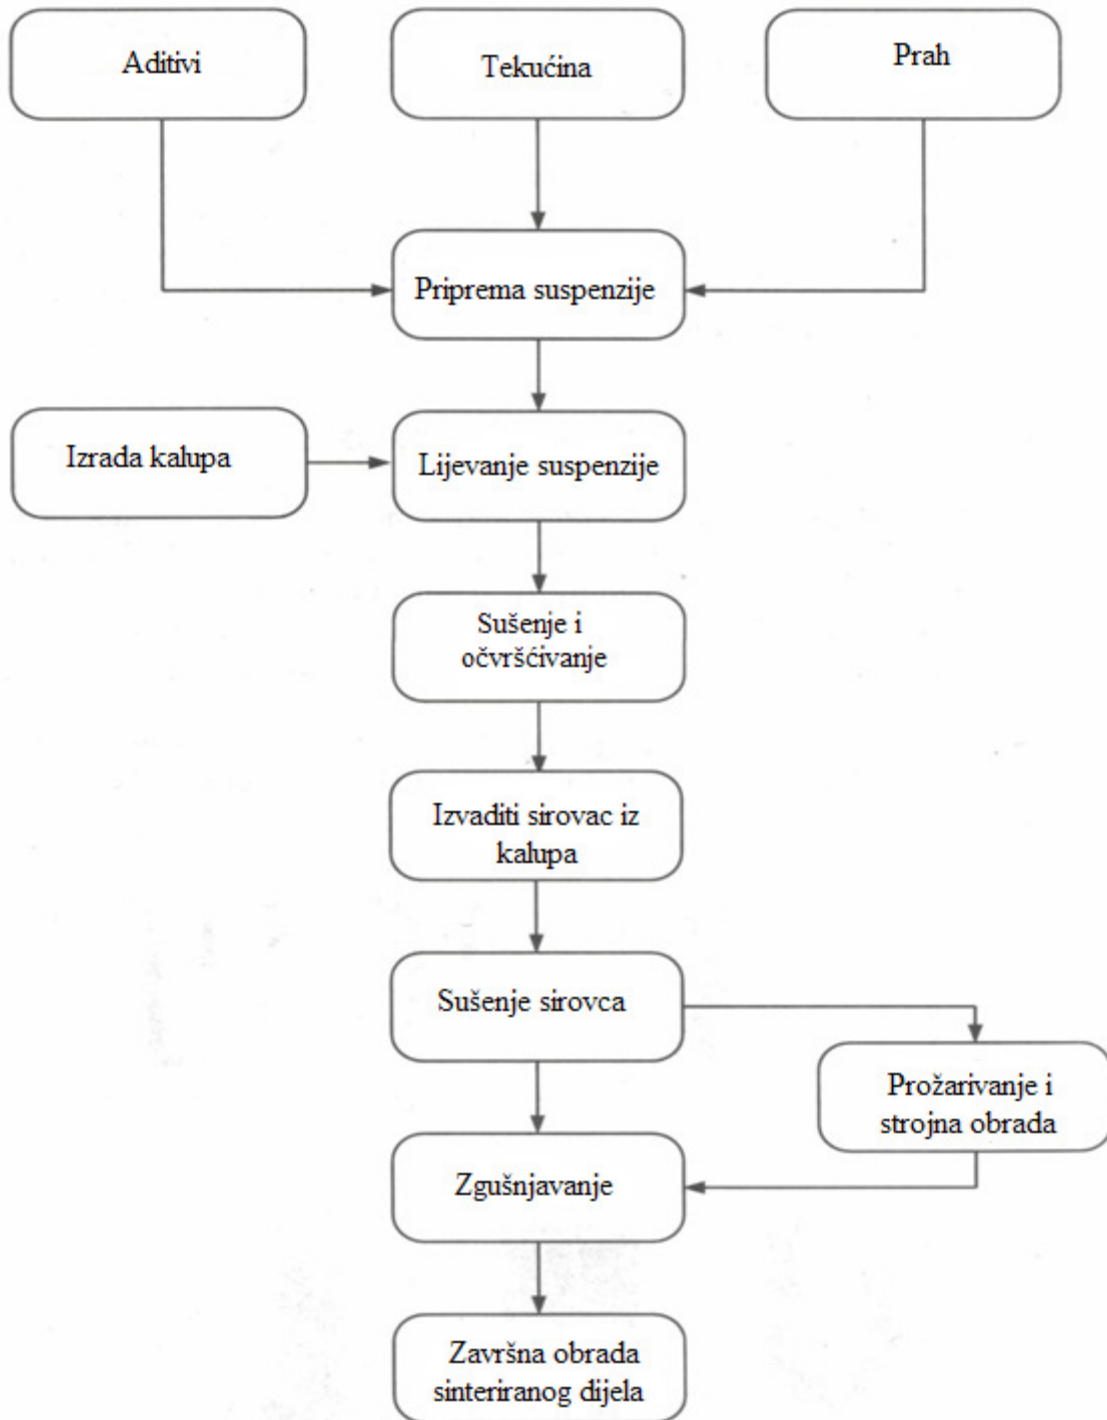 Aditivi
Tekućina
Prah
Priprema suspenzije
Izrada kalupa
Lijevanje suspenzije
Sušenje i
očvršćivanje
Izvaditi sirovac iz
kalupa
Sušenje sirovca
Prožarivanje i
strojna obrada
Zgušnjavanje
Završna obrada
sinteriranog dijela